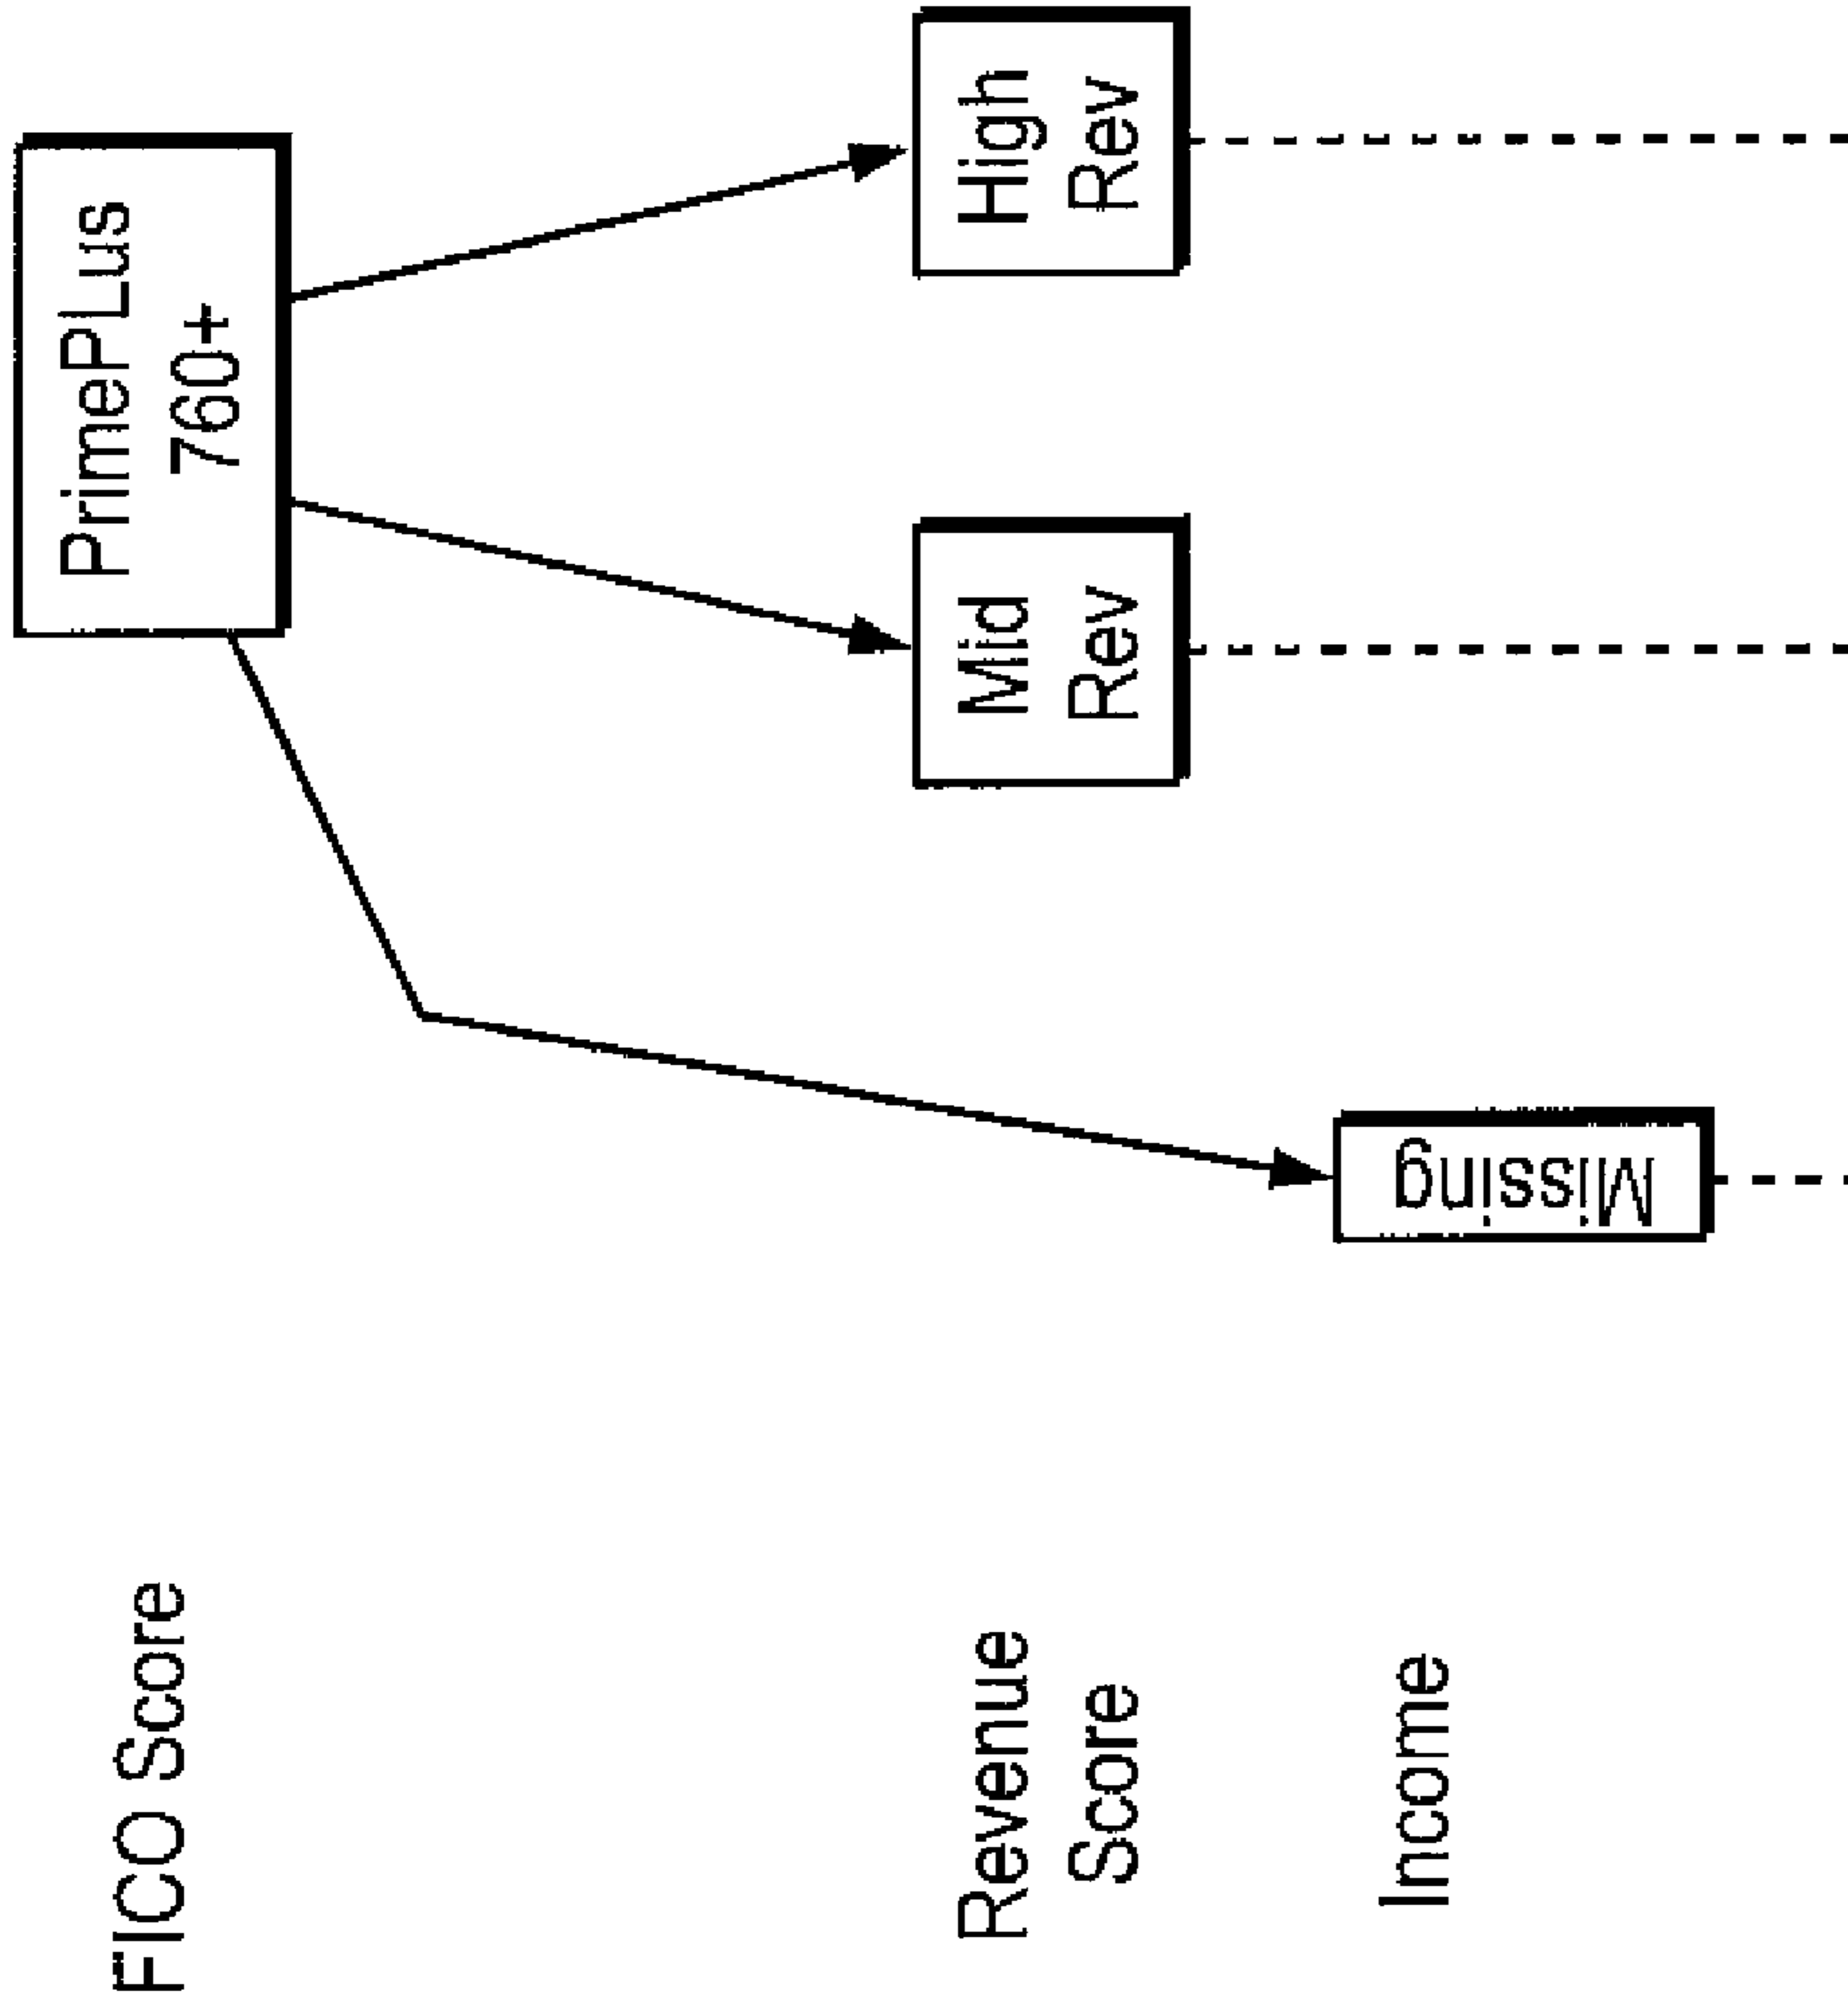 FICO Score
PrimePLus
760+
Revenue
Score
Mid
Rev
High
Rev
Income
Missing